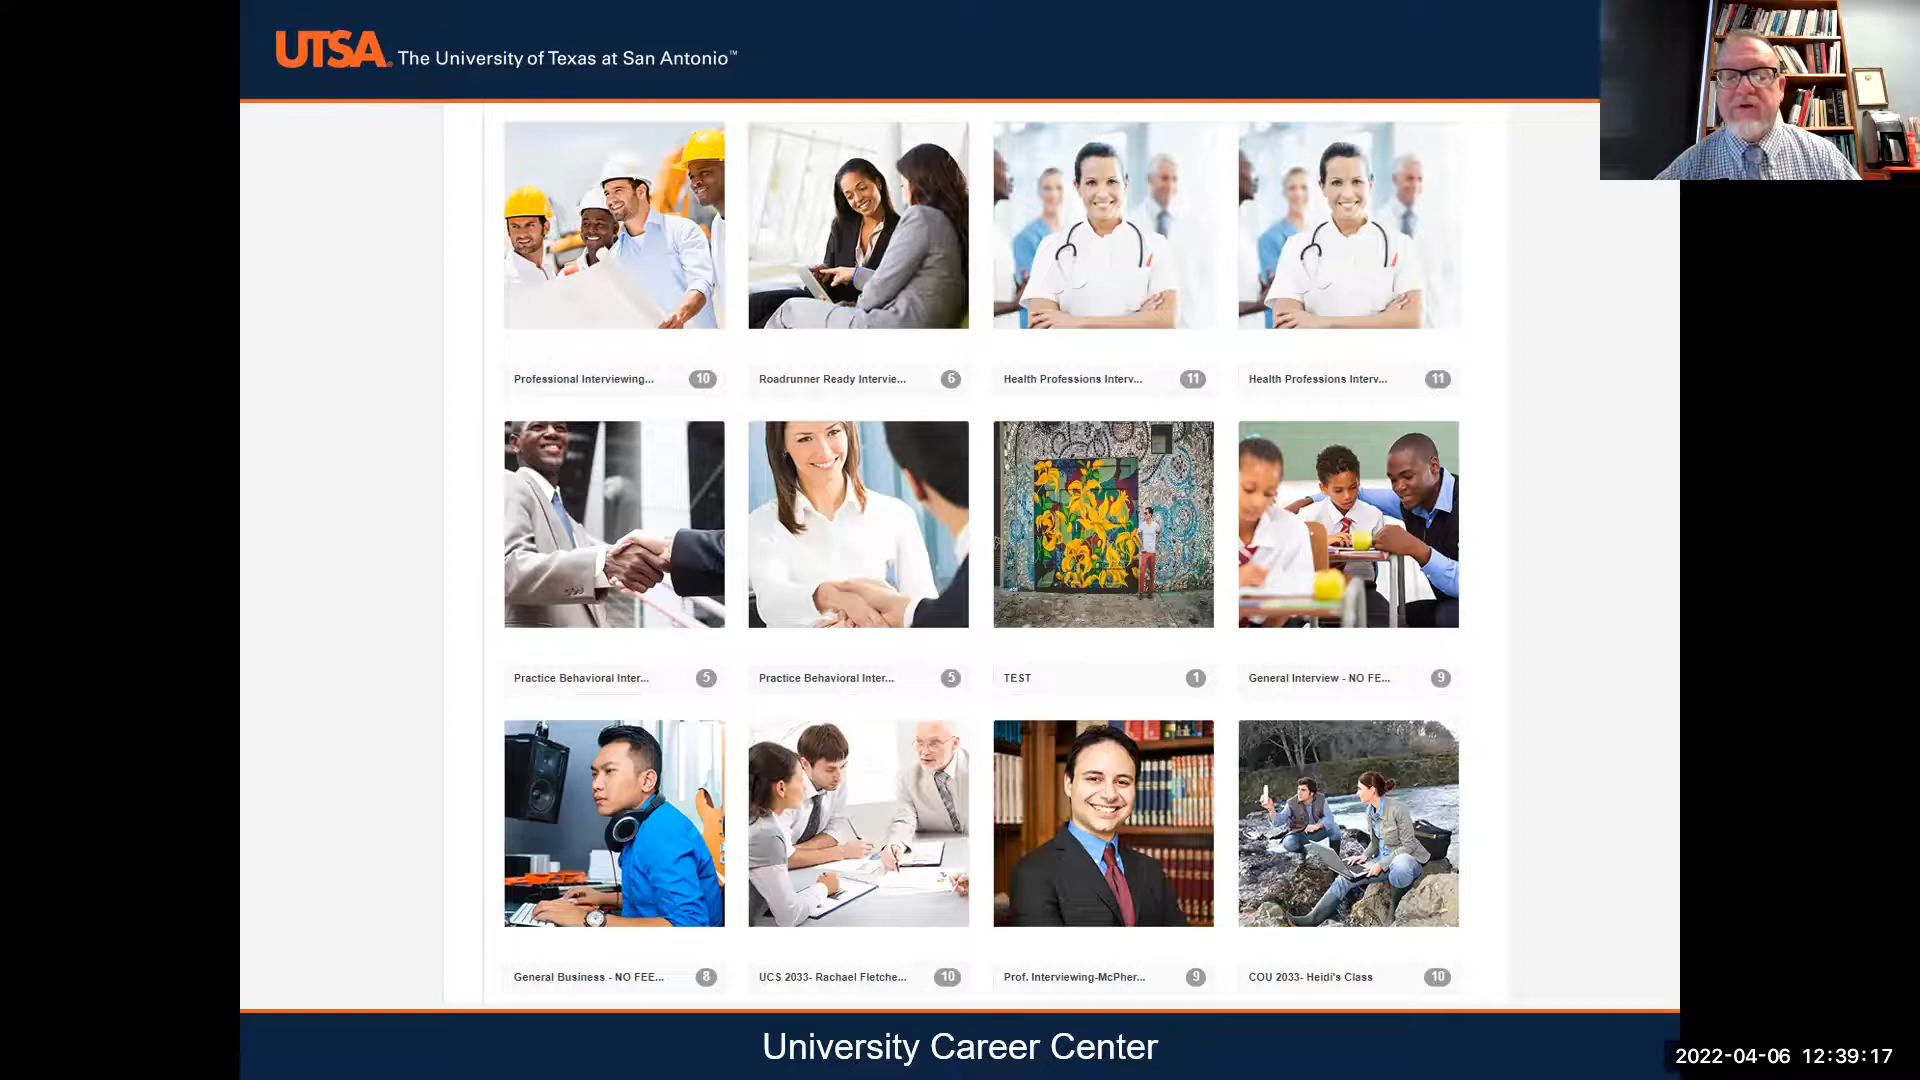 UTSA. The University of Texas at San Antonio™
Professional Interviewing... 10
Roadrunner Ready Intervie... 6
Health Professions Interv... 11
Health Professions Interv... 11
Practice Behavioral Inter... 5
Practice Behavioral Inter... 5
TEST 1
General Interview - NO FE... 9
General Business - NO FEE... 8
UCS 2033- Rachael Fletche... 10
Prof. Interviewing-McPher... 9
COU 2033- Heidi's Class 10
University Career Center
2022-04-06 12:39:17